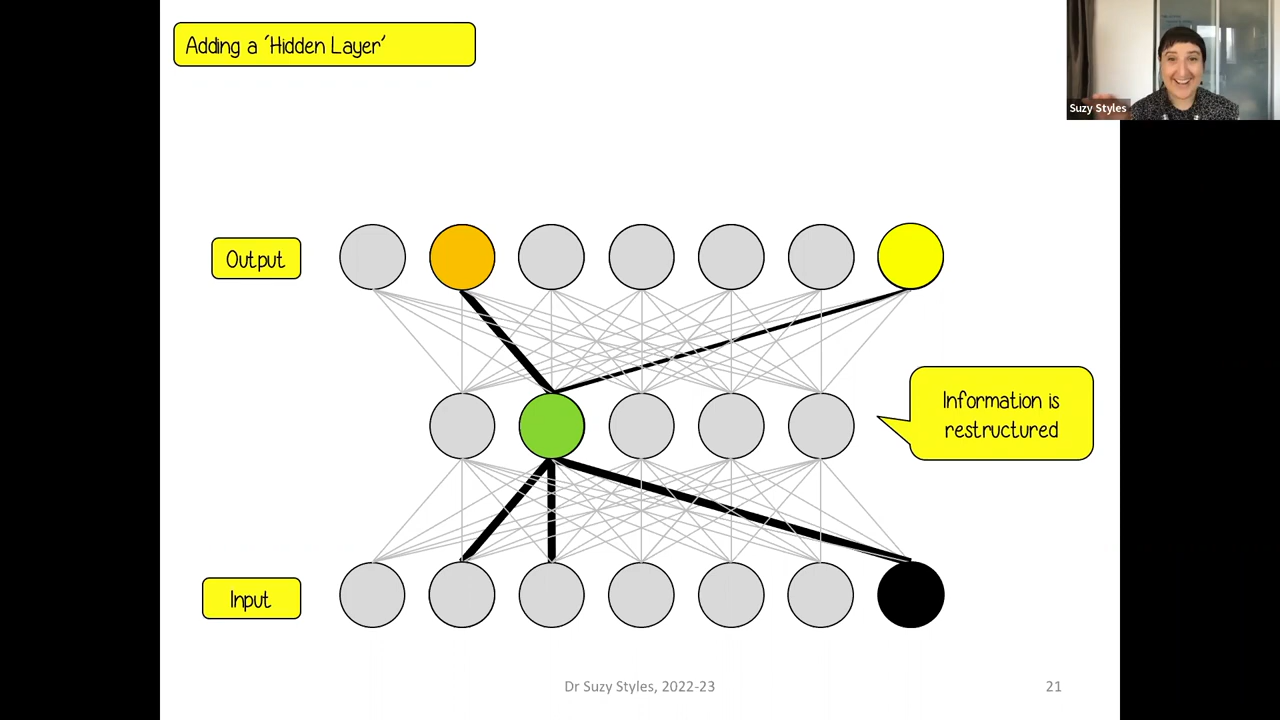 Adding a 'Hidden Layer'
Suzy Styles
Output
Information is
restructured
Input
Dr Suzy Styles, 2022-23
21